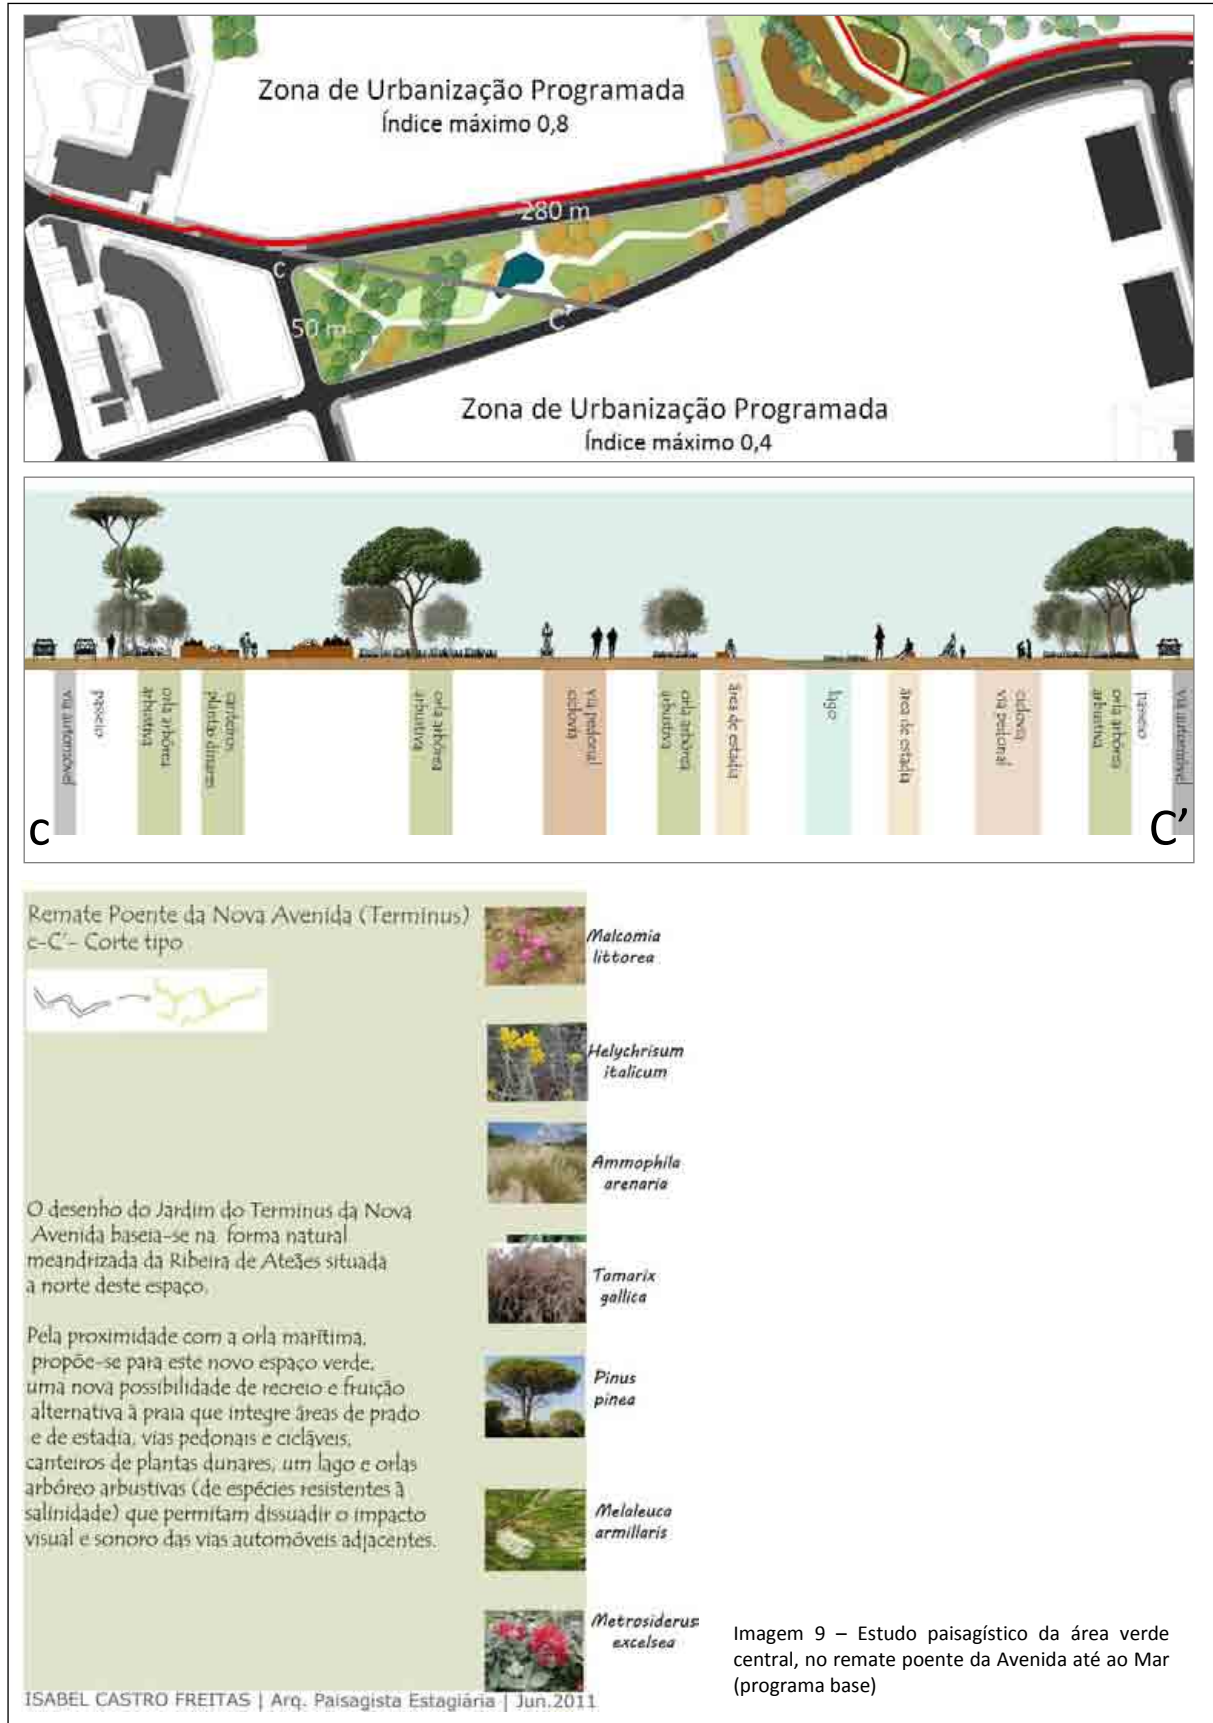 Zona de Urbanização Programada
Índice máximo 0,8
280 m
C
50 m
C'
Zona de Urbanização Programada
Índice máximo 0,4
via automóvel
passeio
orla arbórea
arbustiva
canteiros
plantas dunares
orla arbórea
arbustiva
via pedonal
ciclovia
orla arbórea
arbustiva
área de estadia
lago
área de estadia
ciclovia
via pedonal
orla arbórea
arbustiva
passeio
via automóvel
c
C'
Remate Poente da Nova Avenida (Terminus)
c-C'- Corte tipo
Malcomia
littorea
Helychrisum
italicum
Ammophila
arenaria
Tamarix
gallica
Pinus
pinea
Melaleuca
armillaris
Metrosiderus
excelsea
O desenho do Jardim do Terminus da Nova
Avenida baseia-se na forma natural
meandrizada da Ribeira de Ateães situada
a norte deste espaço.
Pela proximidade com a orla marítima,
propõe-se para este novo espaço verde,
uma nova possibilidade de recreio e fruição
alternativa à praia que integre áreas de prado
e de estadia, vias pedonais e cicláveis,
canteiros de plantas dunares, um lago e orlas
arbóreo arbustivas (de espécies resistentes à
salinidade) que permitam dissuadir o impacto
visual e sonoro das vias automóveis adjacentes.
ISABEL CASTRO FREITAS | Arq. Paisagista Estagiária | Jun.2011
Imagem 9 – Estudo paisagístico da área verde
central, no remate poente da Avenida até ao Mar
(programa base)